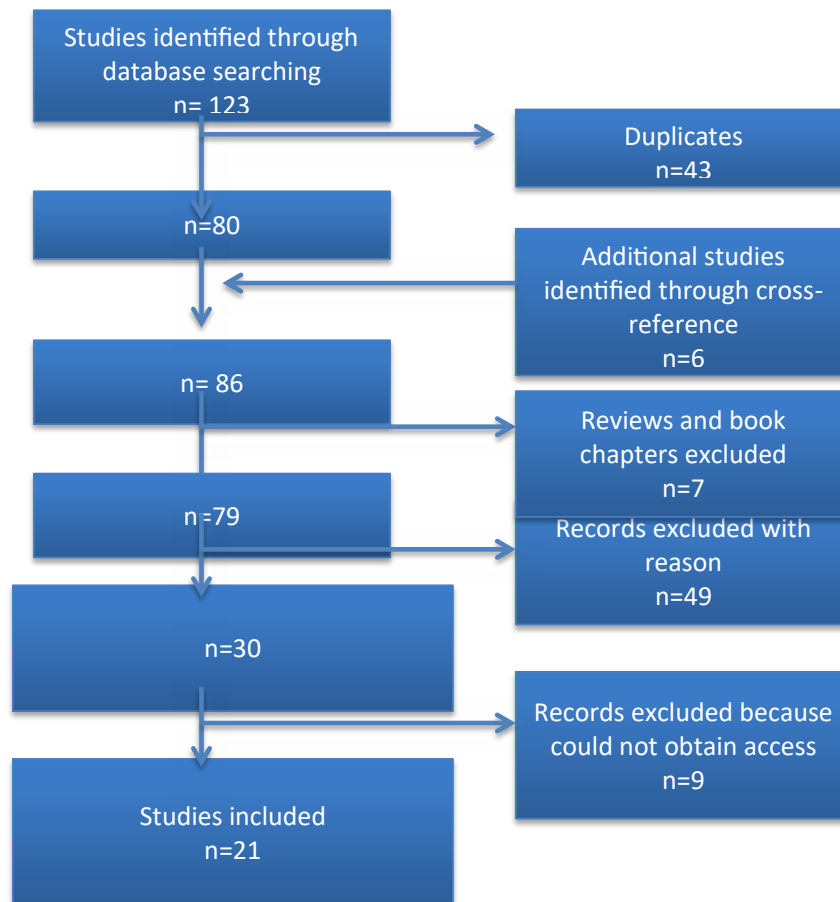 Studies identified through
database searching
n= 123
Duplicates
n=43
n=80
Additional studies
identified through cross-
reference
n=6
n= 86
Reviews and book
chapters excluded
n=7
n=79
Records excluded with
reason
n=49
n=30
Records excluded because
could not obtain access
n=9
Studies included
n=21